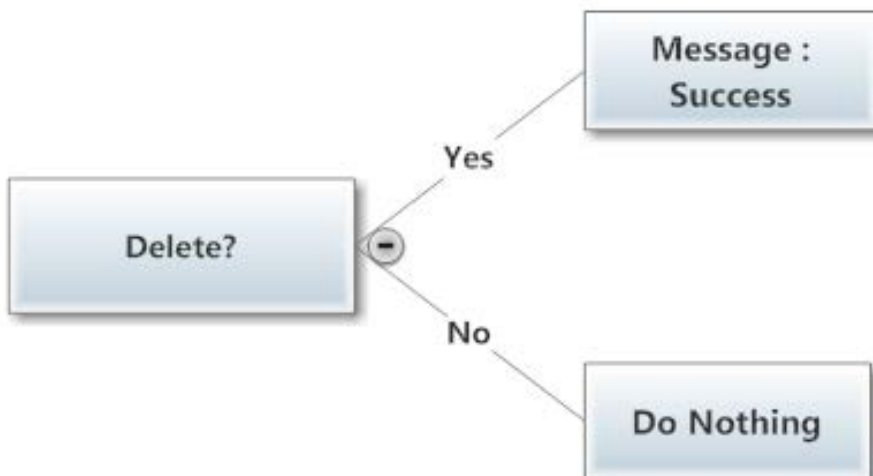 Message :
Success
Yes
Delete?
No
Do Nothing